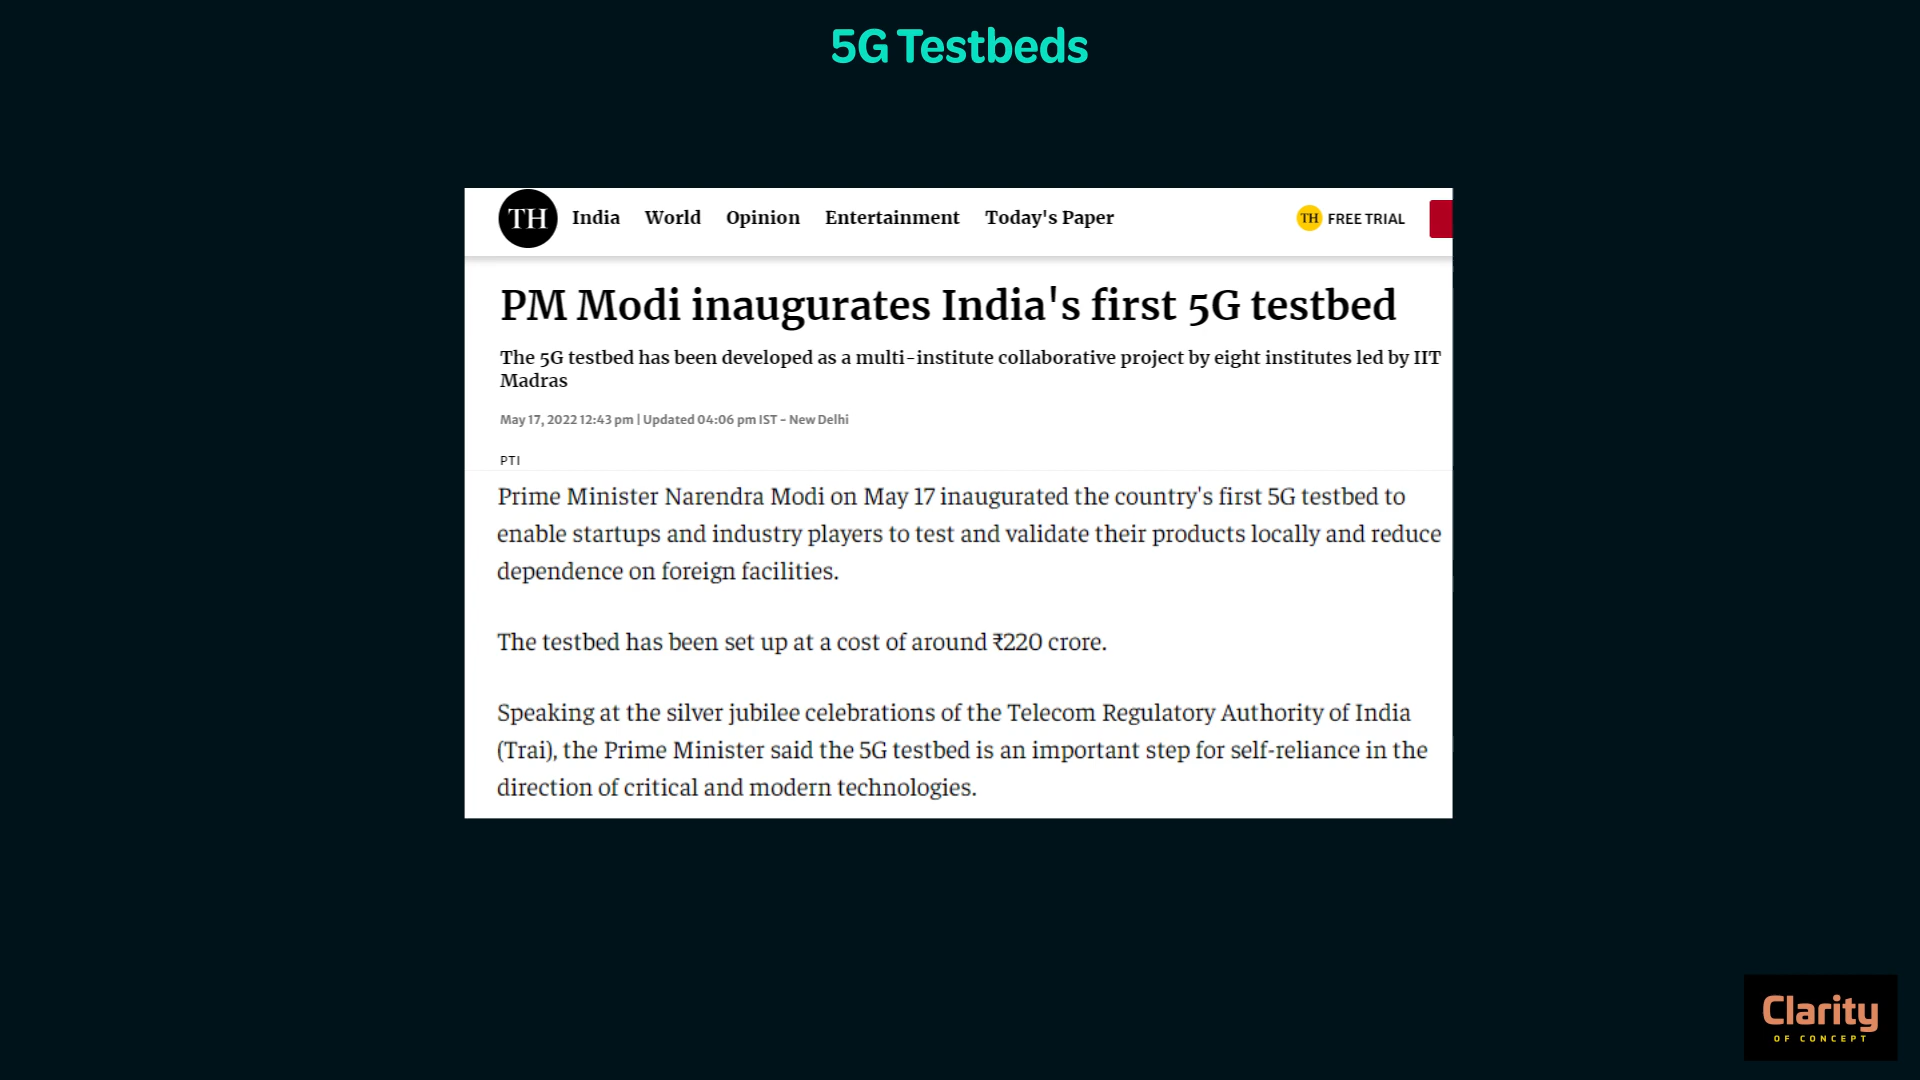 5G Testbeds
TH India World Opinion Entertainment Today's Paper TH FREE TRIAL
PM Modi inaugurates India's first 5G testbed
The 5G testbed has been developed as a multi-institute collaborative project by eight institutes led by IIT
Madras
May 17, 2022 12:43 pm | Updated 04:06 pm IST - New Delhi
PTI
Prime Minister Narendra Modi on May 17 inaugurated the country's first 5G testbed to
enable startups and industry players to test and validate their products locally and reduce
dependence on foreign facilities.
The testbed has been set up at a cost of around ₹220 crore.
Speaking at the silver jubilee celebrations of the Telecom Regulatory Authority of India
(Trai), the Prime Minister said the 5G testbed is an important step for self-reliance in the
direction of critical and modern technologies.
Clarity
OF CONCEPT